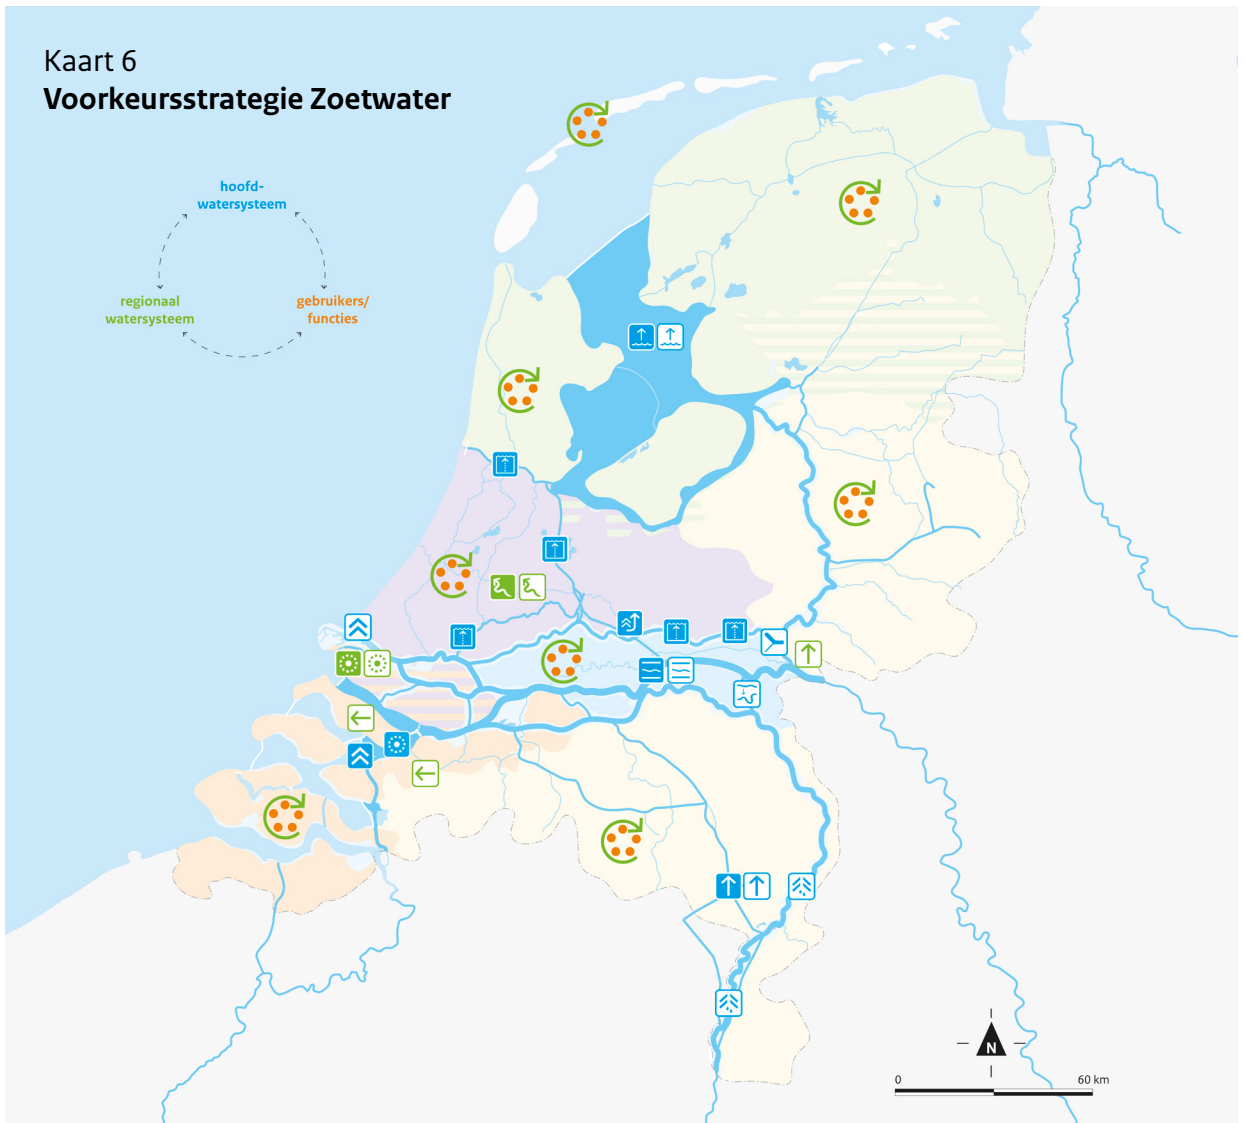 Kaart 6
Voorkeursstrategie Zoetwater
hoofd-
watersysteem
regionaal
watersysteem
gebruikers/
functies
N
0
60 km